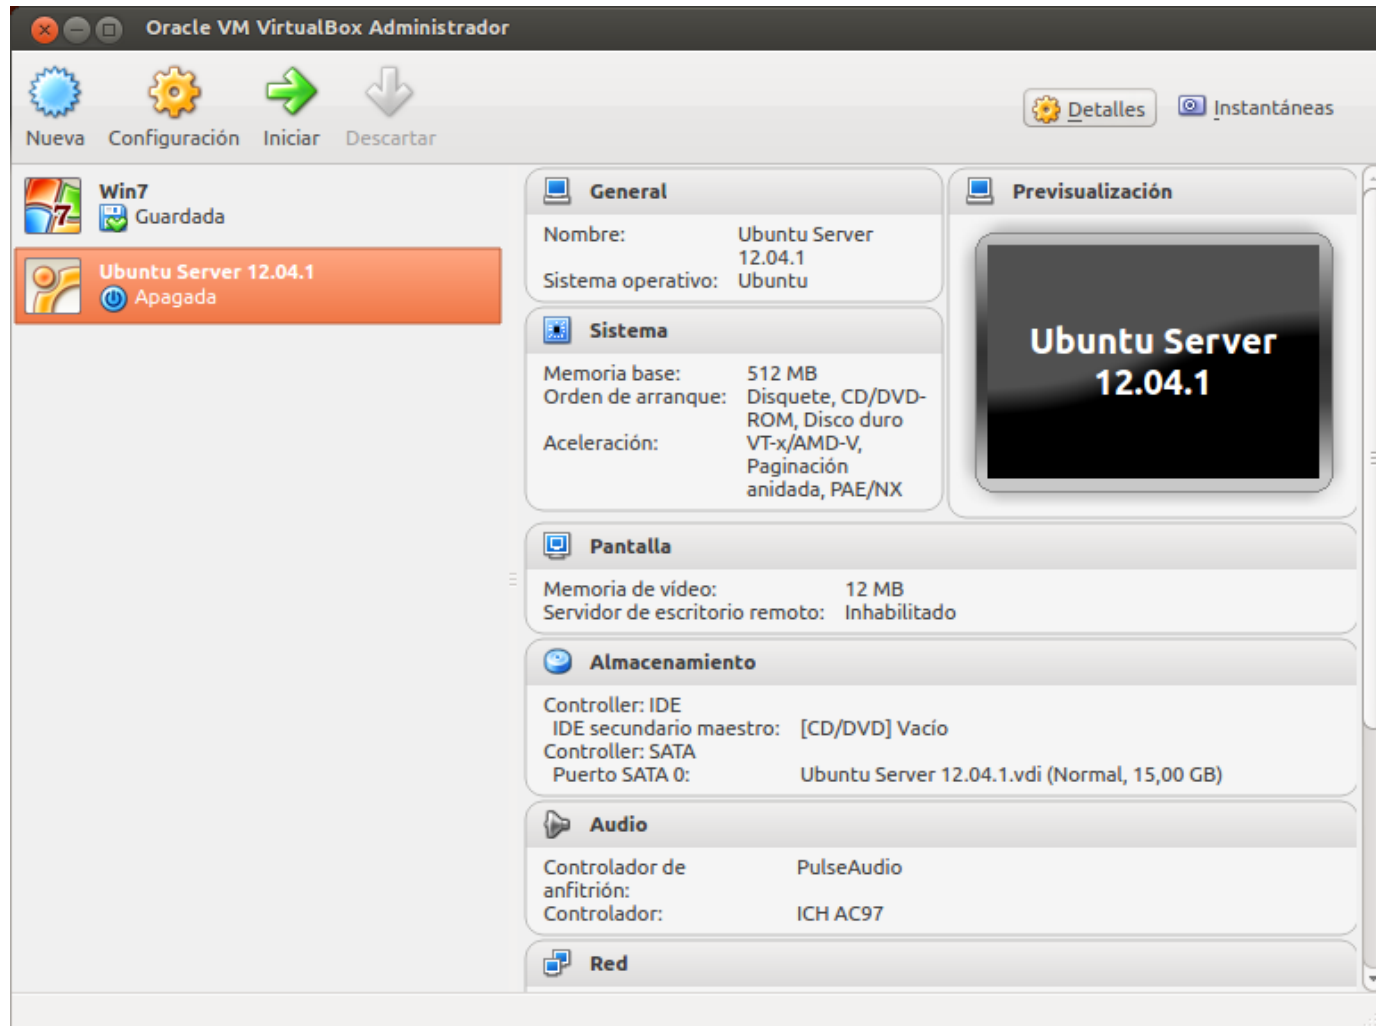 Oracle VM VirtualBox Administrador
Nueva
Configuración
Iniciar
Descartar
Detalles
Instantáneas
Win7
Guardada
Ubuntu Server 12.04.1
Apagada
General
Nombre: Ubuntu Server
12.04.1
Sistema operativo: Ubuntu
Previsualización
Ubuntu Server
12.04.1
Sistema
Memoria base: 512 MB
Orden de arranque: Disquete, CD/DVD-
ROM, Disco duro
Aceleración: VT-x/AMD-V,
Paginación
anidada, PAE/NX
Pantalla
Memoria de vídeo: 12 MB
Servidor de escritorio remoto: Inhabilitado
Almacenamiento
Controller: IDE
IDE secundario maestro: [CD/DVD] Vacío
Controller: SATA
Puerto SATA 0: Ubuntu Server 12.04.1.vdi (Normal, 15,00 GB)
Audio
Controlador de PulseAudio
anfitrión:
Controlador: ICH AC97
Red